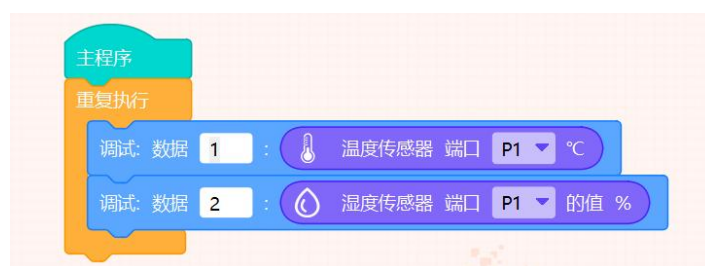 主程序
重复执行
调试: 数据 1 : 温度传感器 端口 P1 ℃
调试: 数据 2 : 湿度传感器 端口 P1 的值 %